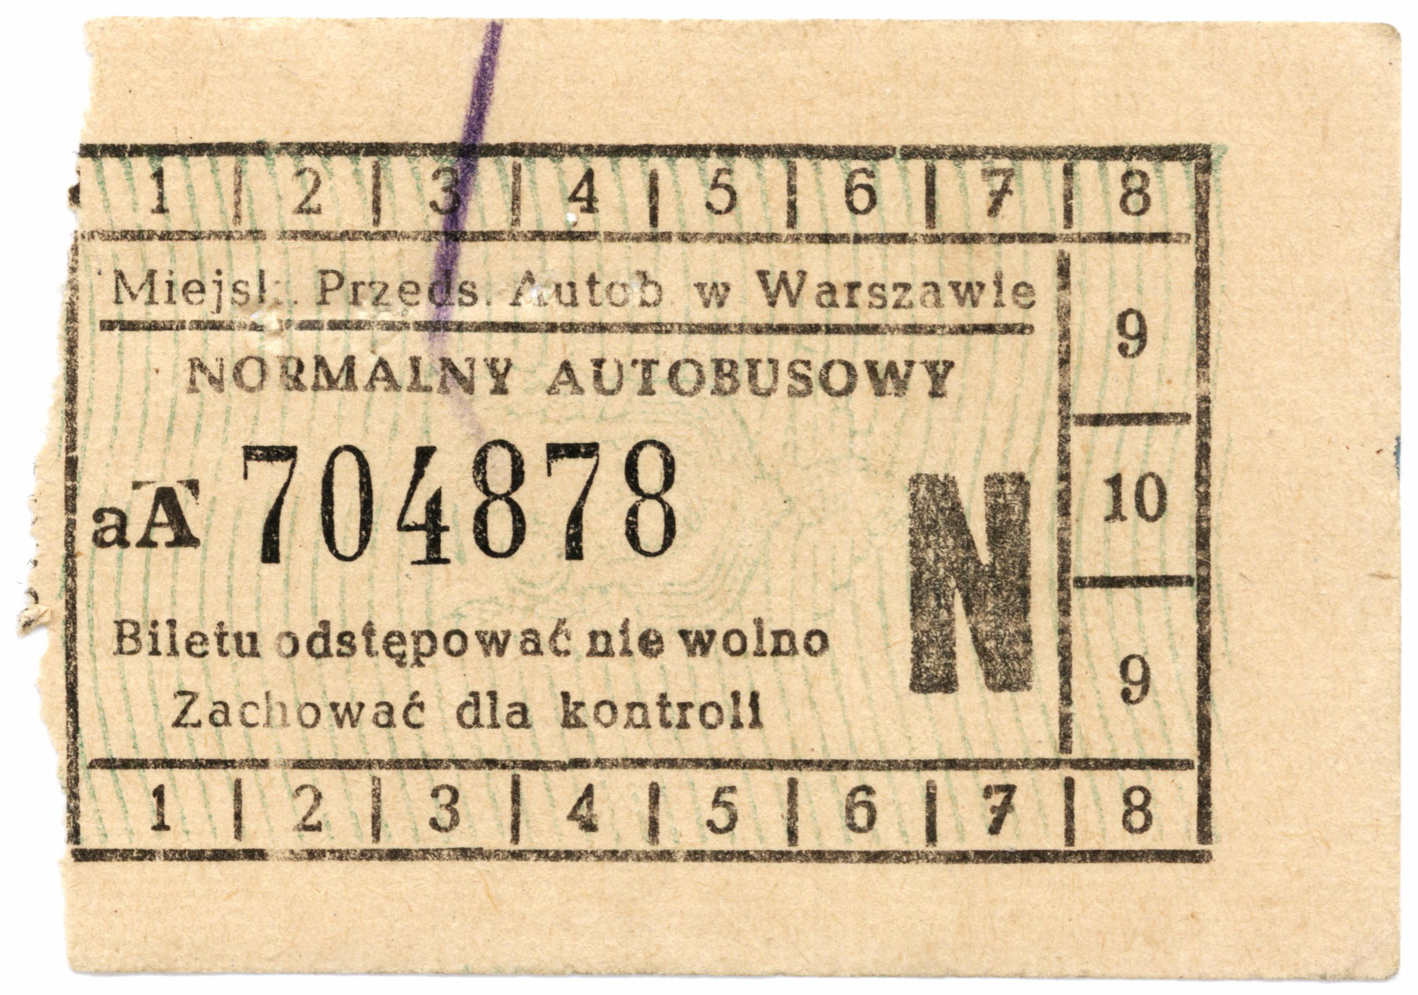 1 | 2 | 3 | 4 | 5 | 6 | 7 | 8
Miejsk. Przeds. Autob. w Warszawie
9
NORMALNY AUTOBUSOWY
aA 704878
N
10
Biletu odstępować nie wolno
9
Zachować dla kontroli
1 | 2 | 3 | 4 | 5 | 6 | 7 | 8